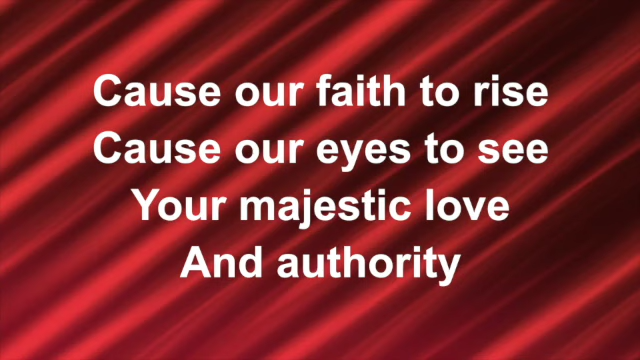 Cause our faith to rise
Cause our eyes to see
Your majestic love
And authority